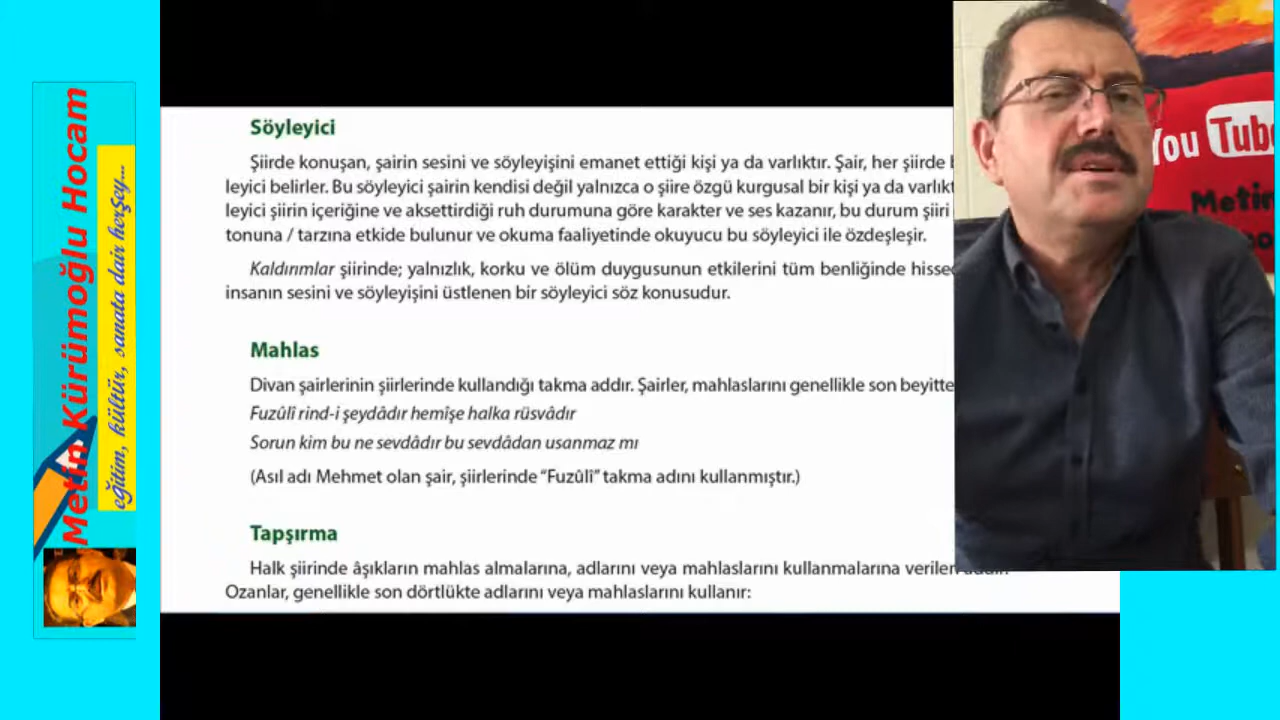 Metin Kürümoğlu Hocam
eğitim, kültür, sanata dair herşey...
Söyleyici
Şiirde konuşan, şairin sesini ve söyleyişini emanet ettiği kişi ya da varlıktır. Şair, her şiirde
leyici belirler. Bu söyleyici şairin kendisi değil yalnızca o şiire özgü kurgusal bir kişi ya da varlıkt
leyici şiirin içeriğine ve aksettirdiği ruh durumuna göre karakter ve ses kazanır, bu durum şiiri
tonuna / tarzına etkide bulunur ve okuma faaliyetinde okuyucu bu söyleyici ile özdeşleşir.
Kaldırımlar şiirinde; yalnızlık, korku ve ölüm duygusunun etkilerini tüm benliğinde hissed
insanın sesini ve söyleyişini üstlenen bir söyleyici söz konusudur.
Mahlas
Divan şairlerinin şiirlerinde kullandığı takma addır. Şairler, mahlaslarını genellikle son beyitte
Fuzûlî rind-i şeydâdır hemîşe halka rüsvâdır
Sorun kim bu ne sevdâdır bu sevdâdan usanmaz mı
(Asıl adı Mehmet olan şair, şiirlerinde “Fuzûlî” takma adını kullanmıştır.)
Tapşırma
Halk şiirinde âşıkların mahlas almalarına, adlarını veya mahlaslarını kullanmalarına verilen addır.
Ozanlar, genellikle son dörtlükte adlarını veya mahlaslarını kullanır:
You Tube
Metin